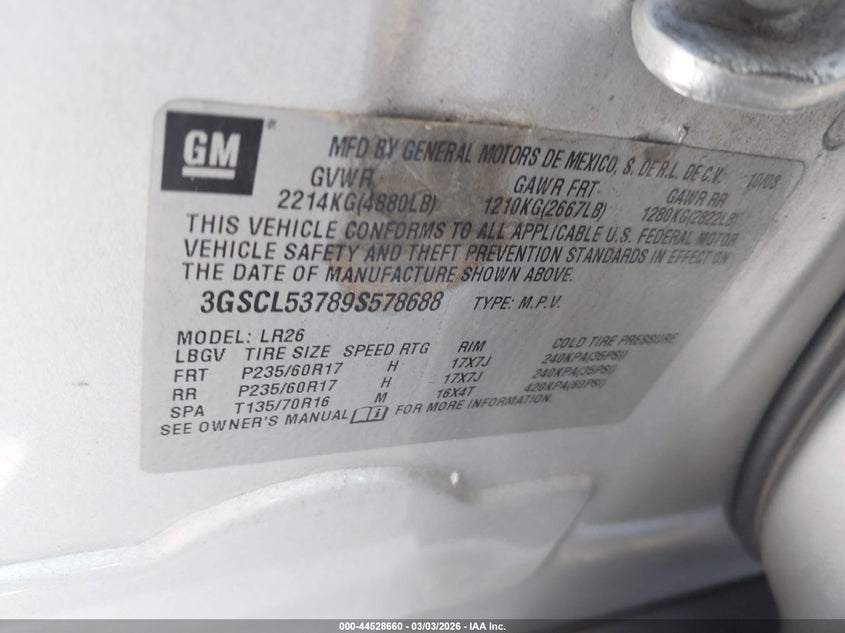 GM
MFD BY GENERAL MOTORS DE MEXICO, S. DE R.L. DE C.V. 10/08
GVWR GAWR FRT GAWR RR
2214KG(4880LB) 1210KG(2667LB) 1280KG(2822LB)
THIS VEHICLE CONFORMS TO ALL APPLICABLE U.S. FEDERAL MOTOR
VEHICLE SAFETY AND THEFT PREVENTION STANDARDS IN EFFECT ON
THE DATE OF MANUFACTURE SHOWN ABOVE.
3GSCL53789S578688 TYPE: M.P.V.
MODEL: LR26
LBGV TIRE SIZE SPEED RTG RIM COLD TIRE PRESSURE
FRT P235/60R17 H 17X7J 240KPA(35PSI)
RR P235/60R17 H 17X7J 240KPA(35PSI)
SPA T135/70R16 M 16X4T 420KPA(60PSI)
SEE OWNER'S MANUAL i FOR MORE INFORMATION.
000-44528660 — 03/03/2026 — IAA Inc.